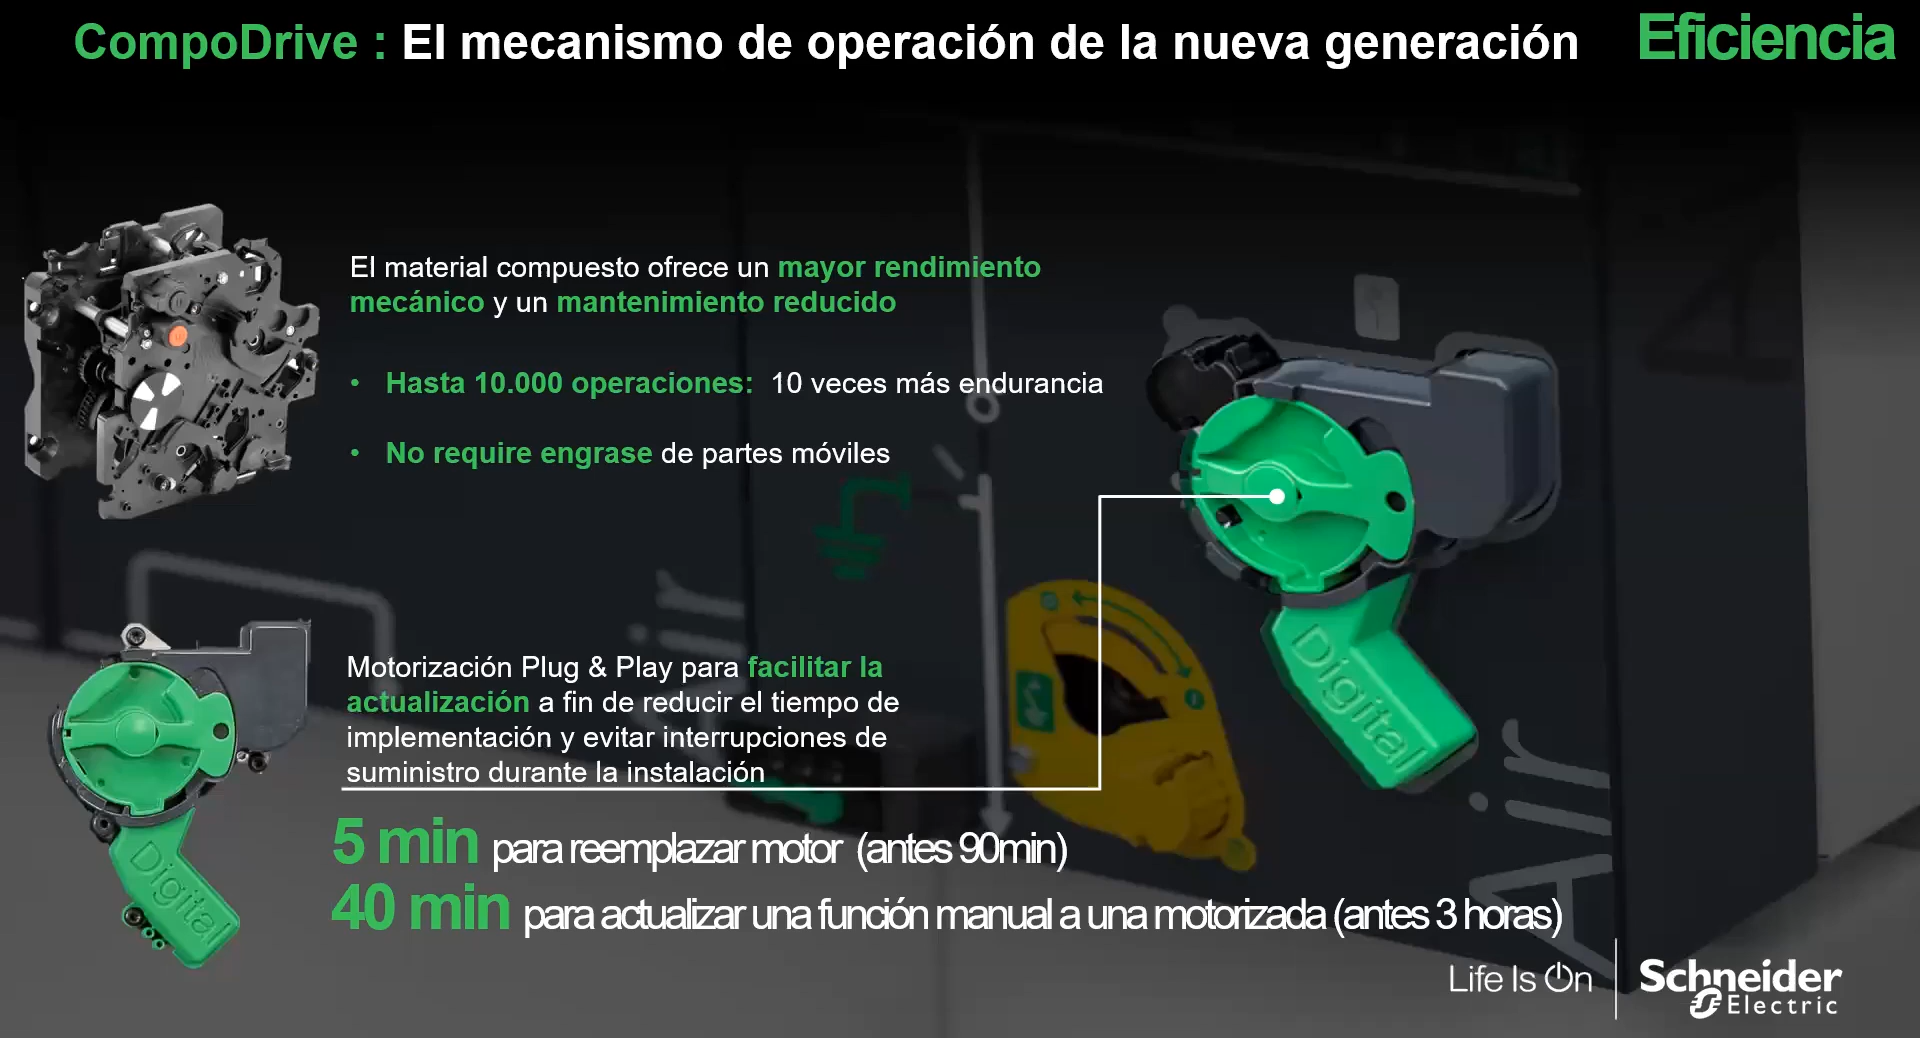 CompoDrive : El mecanismo de operación de la nueva generación
Eficiencia
El material compuesto ofrece un mayor rendimiento
mecánico y un mantenimiento reducido
• Hasta 10.000 operaciones: 10 veces más endurancia
• No require engrase de partes móviles
Digital
Air
Air
Motorización Plug & Play para facilitar la
actualización a fin de reducir el tiempo de
implementación y evitar interrupciones de
suministro durante la instalación
5 min para reemplazar motor (antes 90min)
40 min para actualizar una función manual a una motorizada (antes 3 horas)
Digital
Life Is On
Schneider
Electric